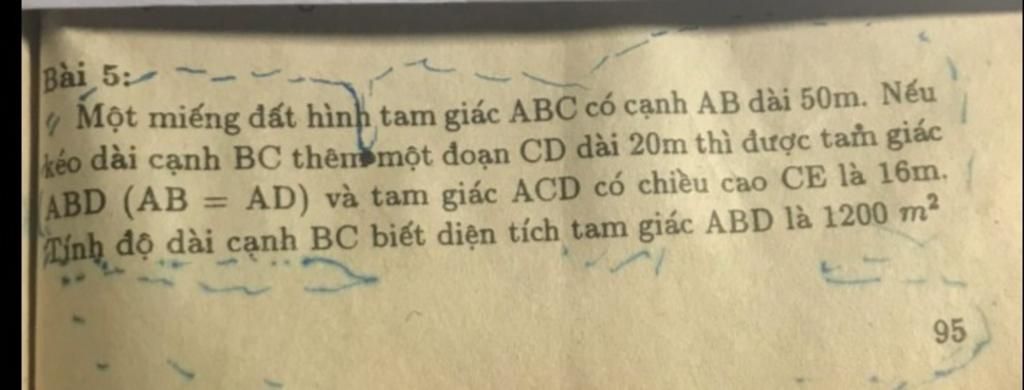 Bài 5:
Một miếng đất hình tam giác ABC có cạnh AB dài 50m. Nếu
kéo dài cạnh BC thêm một đoạn CD dài 20m thì được tam giác
ABD (AB = AD) và tam giác ACD có chiều cao CE là 16m.
Tính độ dài cạnh BC biết diện tích tam giác ABD là 1200 m²
95